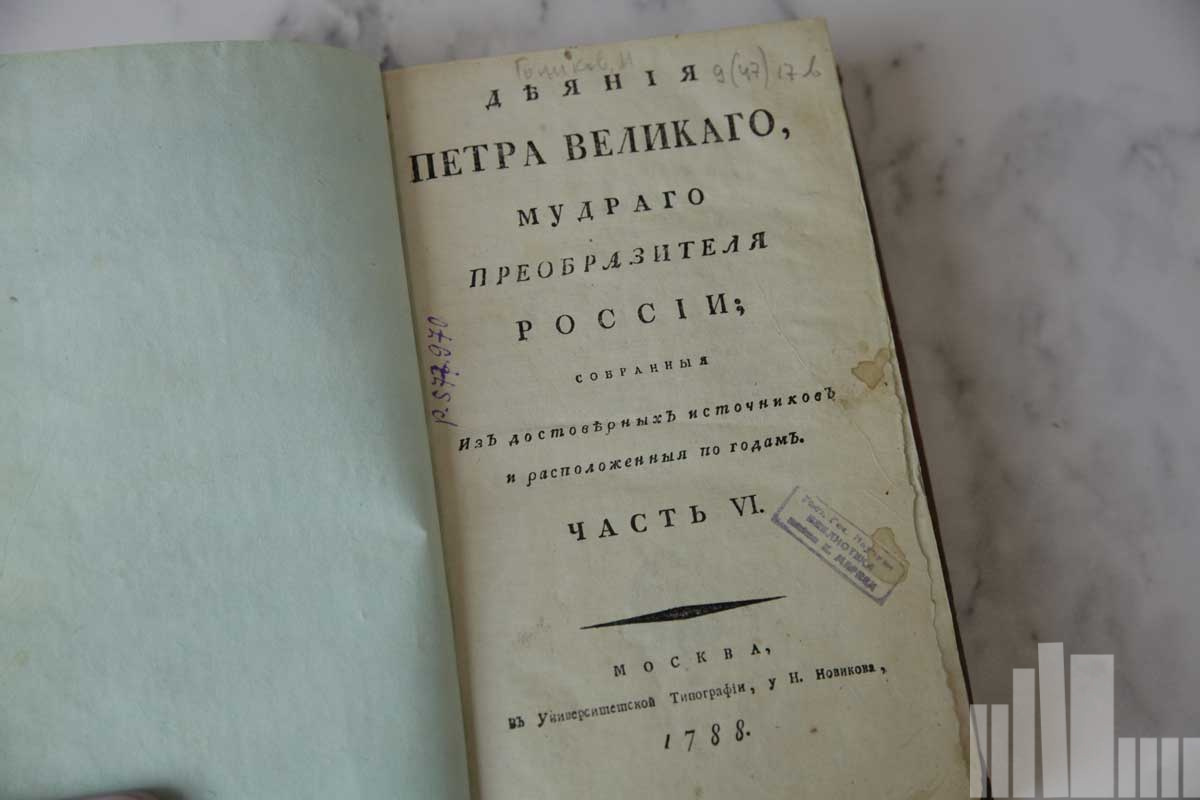 Голиков, И
9(47)17 в
ДѢЯНІЯ
ПЕТРА ВЕЛИКАГО,
МУДРАГО
ПРЕОБРАЗИТЕЛЯ
РОССІИ;
СОБРАННЫЯ
Изъ достовѣрныхъ источниковъ
и расположенныя по годамъ.
ЧАСТЬ VI.
БИБЛИОТЕКА
МОСКВА,
въ Университетской Типографіи, у Н. Новикова,
1788.